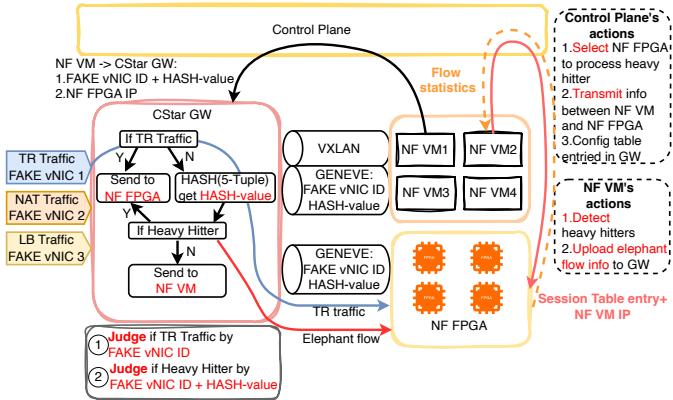 Control Plane
NF VM -> CStar GW:
1.FAKE vNIC ID + HASH-value
2.NF FPGA IP
CStar GW
If TR Traffic
Y
N
Send to
NF FPGA
HASH(5-Tuple)
get HASH-value
Y
If Heavy Hitter
N
Send to
NF VM
TR Traffic
FAKE vNIC 1
NAT Traffic
FAKE vNIC 2
LB Traffic
FAKE vNIC 3
VXLAN
GENEVE:
FAKE vNIC ID
HASH-value
GENEVE:
FAKE vNIC ID
HASH-value
TR traffic
Elephant flow
Flow
statistics
NF VM1
NF VM2
NF VM3
NF VM4
FPGA
FPGA
FPGA
FPGA
NF FPGA
Session Table entry+
NF VM IP
Control Plane's
actions
1.Select NF FPGA
to process heavy
hitter
2.Transmit info
between NF VM
and NF FPGA
3.Config table
entried in GW
NF VM's
actions
1.Detect
heavy hitters
2.Upload elephant
flow info to GW
1 Judge if TR Traffic by
FAKE vNIC ID
2 Judge if Heavy Hitter by
FAKE vNIC ID + HASH-value